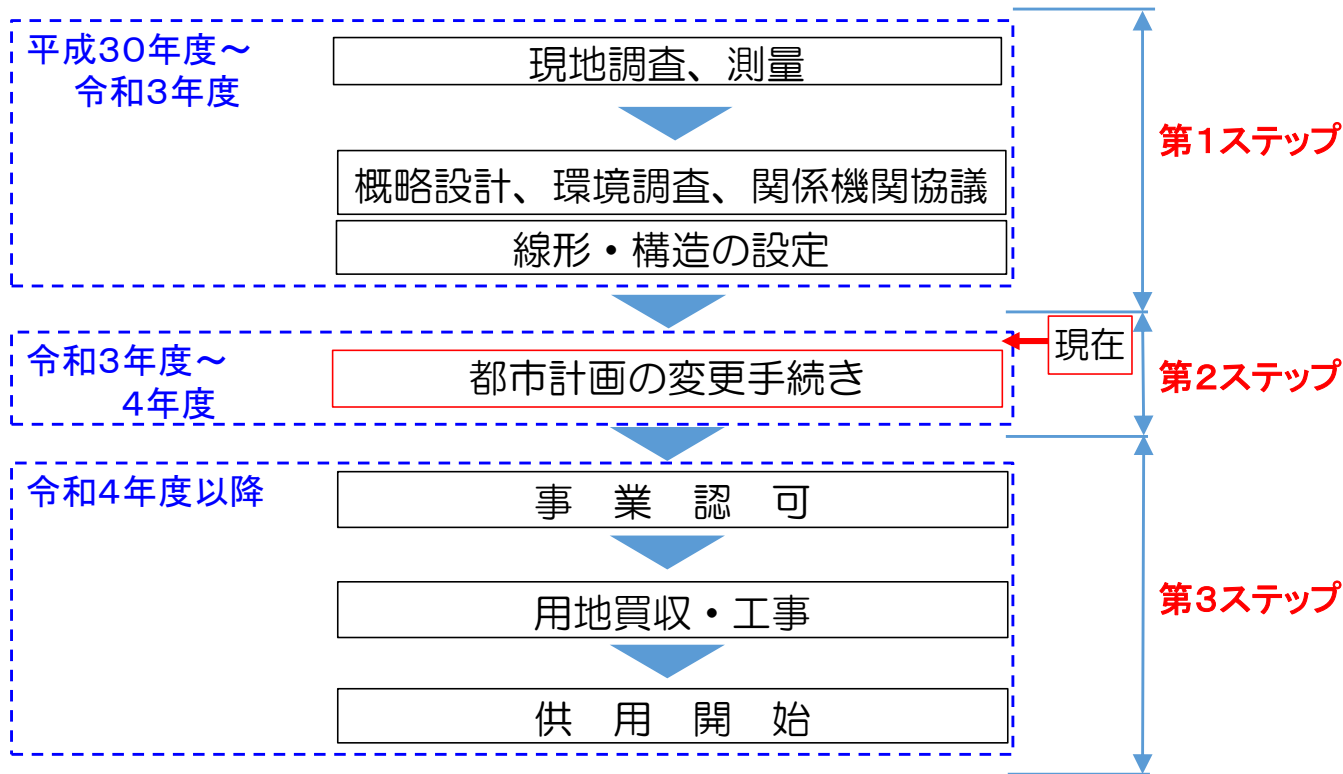 平成30年度～
令和3年度
現地調査、測量
概略設計、環境調査、関係機関協議
線形・構造の設定
第1ステップ
令和3年度～
4年度
都市計画の変更手続き
現在
第2ステップ
令和4年度以降
事　業　認　可
用地買収・工事
供　用　開　始
第3ステップ